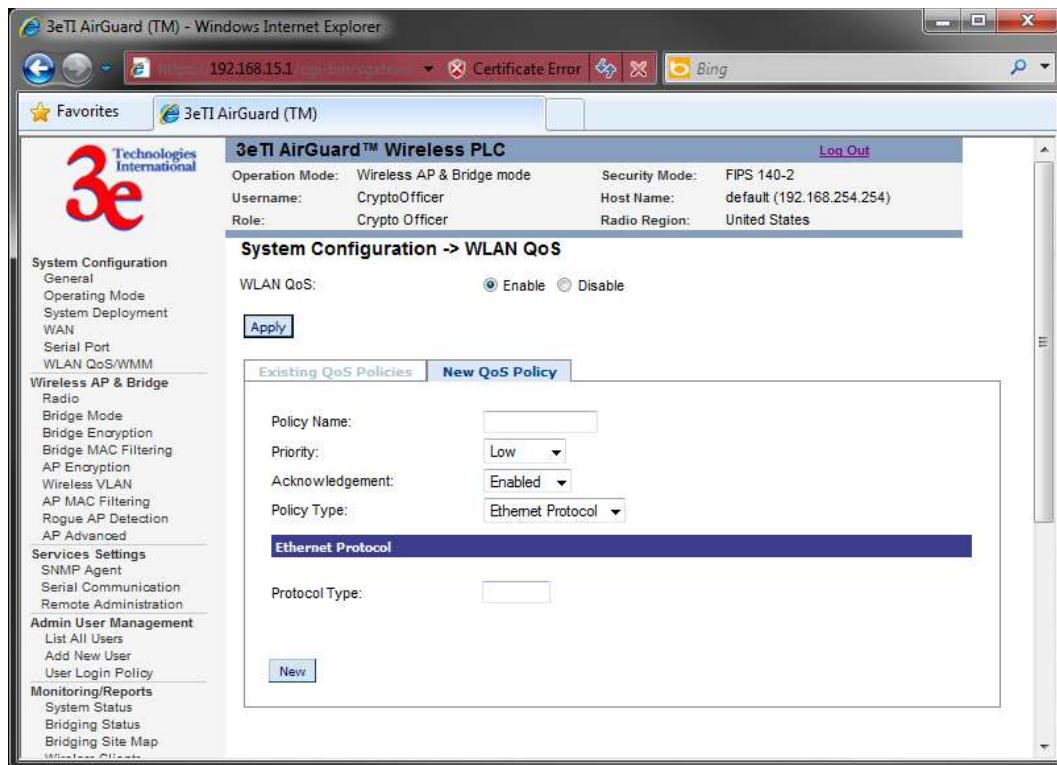 3eTI AirGuard (TM) - Windows Internet Explorer
192.168.15.1
Certificate Error
Bing
Favorites
3eTI AirGuard (TM)
3e Technologies International
3eTI AirGuard™ Wireless PLC
Log Out
Operation Mode: Wireless AP & Bridge mode Security Mode: FIPS 140-2
Username: CryptoOfficer Host Name: default (192.168.254.254)
Role: Crypto Officer Radio Region: United States
System Configuration
General
Operating Mode
System Deployment
WAN
Serial Port
WLAN QoS/WMM
Wireless AP & Bridge
Radio
Bridge Mode
Bridge Encryption
Bridge MAC Filtering
AP Encryption
Wireless VLAN
AP MAC Filtering
Rogue AP Detection
AP Advanced
Services Settings
SNMP Agent
Serial Communication
Remote Administration
Admin User Management
List All Users
Add New User
User Login Policy
Monitoring/Reports
System Status
Bridging Status
Bridging Site Map
System Configuration -> WLAN QoS
WLAN QoS: Enable Disable
Apply
Existing QoS Policies New QoS Policy
Policy Name:
Priority: Low
Acknowledgement: Enabled
Policy Type: Ethernet Protocol
Ethernet Protocol
Protocol Type:
New